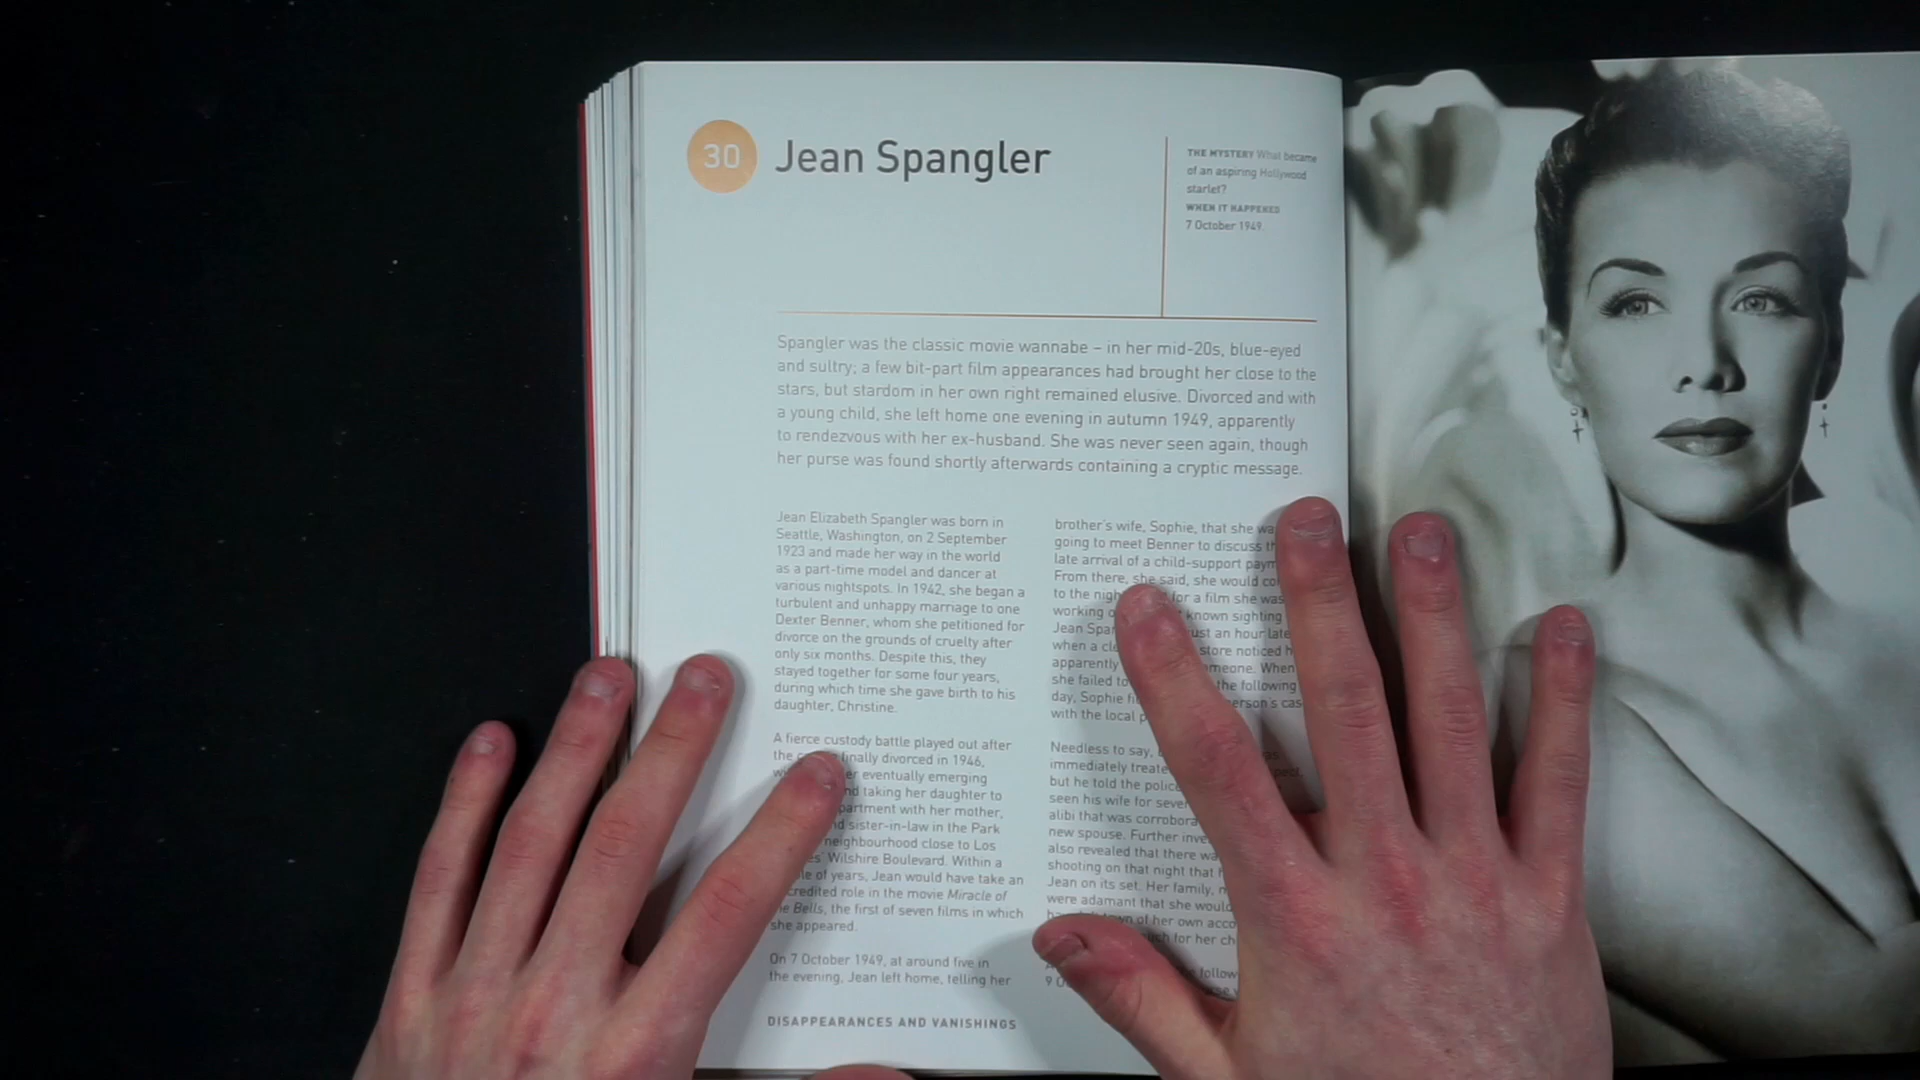 30
Jean Spangler
THE MYSTERY What became
of an aspiring Hollywood
starlet?
WHEN IT HAPPENED
7 October 1949.
Spangler was the classic movie wannabe – in her mid-20s, blue-eyed
and sultry; a few bit-part film appearances had brought her close to the
stars, but stardom in her own right remained elusive. Divorced and with
a young child, she left home one evening in autumn 1949, apparently
to rendezvous with her ex-husband. She was never seen again, though
her purse was found shortly afterwards containing a cryptic message.
Jean Elizabeth Spangler was born in
Seattle, Washington, on 2 September
1923 and made her way in the world
as a part-time model and dancer at
various nightspots. In 1942, she began a
turbulent and unhappy marriage to one
Dexter Benner, whom she petitioned for
divorce on the grounds of cruelty after
only six months. Despite this, they
stayed together for some four years,
during which time she gave birth to his
daughter, Christine.
A fierce custody battle played out after
the finally divorced in 1946,
eventually emerging
taking her daughter to
with her mother,
sister-in-law in the Park
neighbourhood close to Los
Wilshire Boulevard. Within a
of years, Jean would have take an
role in the movie Miracle of
Bells, the first of seven films in which
she appeared.
On 7 October 1949, at around five in
the evening, Jean left home, telling her
brother's wife, Sophie, that she
going to meet Benner to discuss
late arrival of a child-support
From there, she said, she would
to the for a film she was
working known sighting
Jean an hour
when a store noticed
apparently When
she failed to the following
day, Sophie
with the local
Needless to say,
immediately
but he told the
seen his wife for
alibi that was
new spouse. Further
also revealed that there
shooting on that night that
Jean on its set. Her family,
were adamant that she would
of her own
for her
9
DISAPPEARANCES AND VANISHINGS